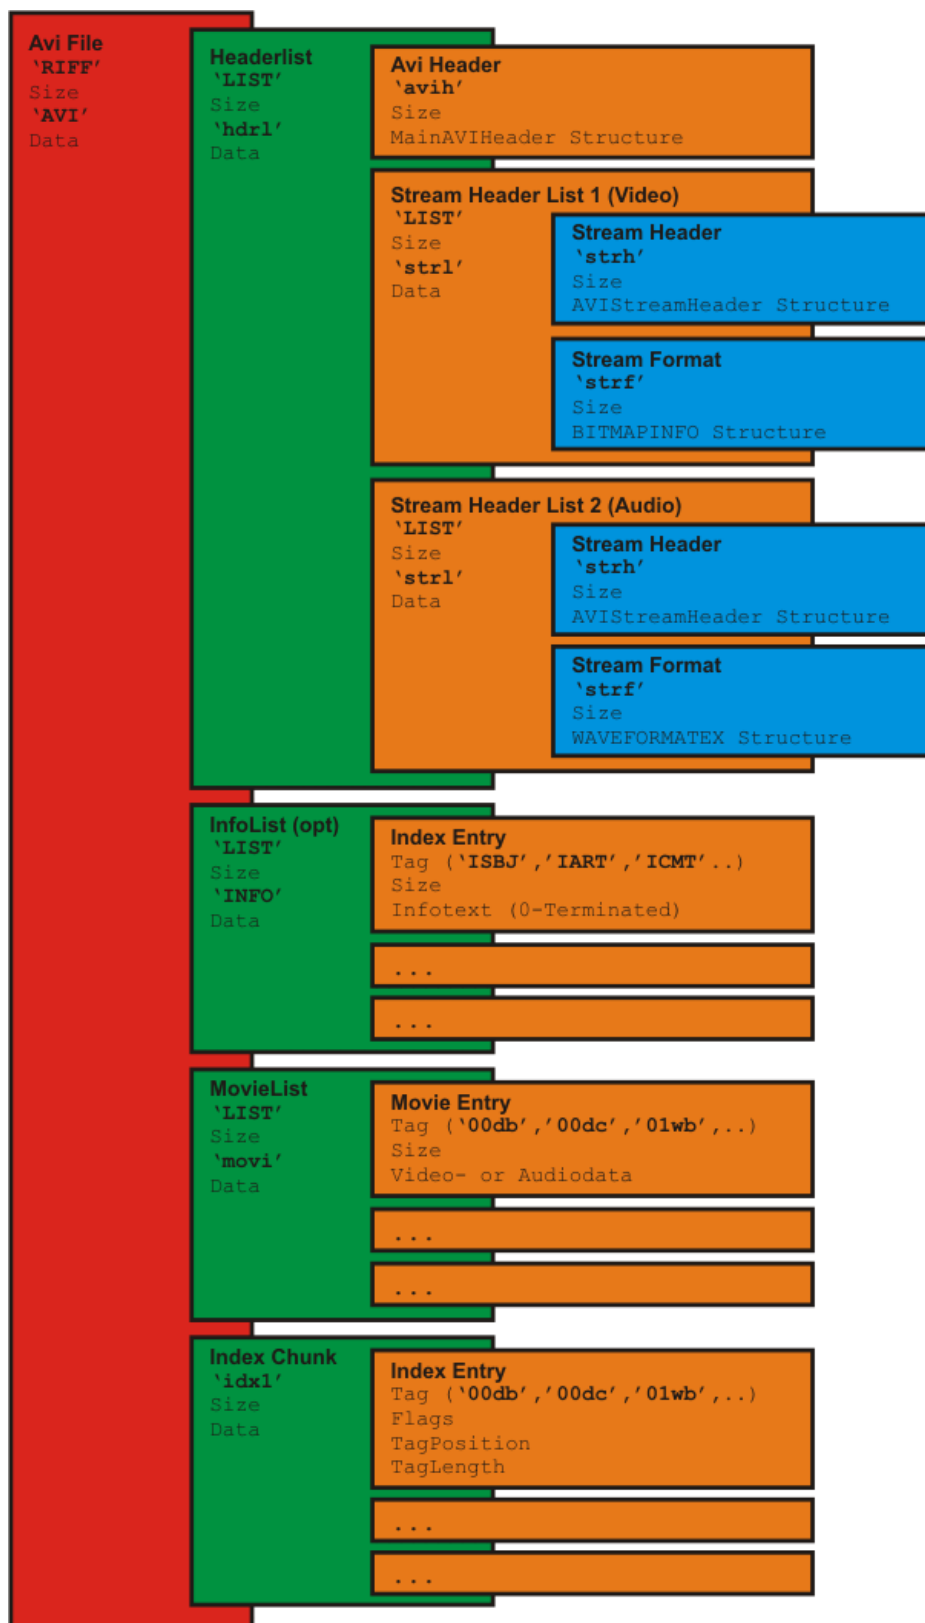 Avi File
‘RIFF’
Size
‘AVI’
Data
Headerlist
‘LIST’
Size
‘hdrl’
Data
Avi Header
‘avih’
Size
MainAVIHeader Structure
Stream Header List 1 (Video)
‘LIST’
Size
‘strl’
Data
Stream Header
‘strh’
Size
AVIStreamHeader Structure
Stream Format
‘strf’
Size
BITMAPINFO Structure
Stream Header List 2 (Audio)
‘LIST’
Size
‘strl’
Data
Stream Header
‘strh’
Size
AVIStreamHeader Structure
Stream Format
‘strf’
Size
WAVEFORMATEX Structure
InfoList (opt)
‘LIST’
Size
‘INFO’
Data
Index Entry
Tag (‘ISBJ’,’IART’,’ICMT’..)
Size
Infotext (0-Terminated)
...
...
MovieList
‘LIST’
Size
‘movi’
Data
Movie Entry
Tag (‘00db’,’00dc’,’01wb’,..)
Size
Video- or Audiodata
...
...
Index Chunk
‘idx1’
Size
Data
Index Entry
Tag (‘00db’,’00dc’,’01wb’,..)
Flags
TagPosition
TagLength
...
...